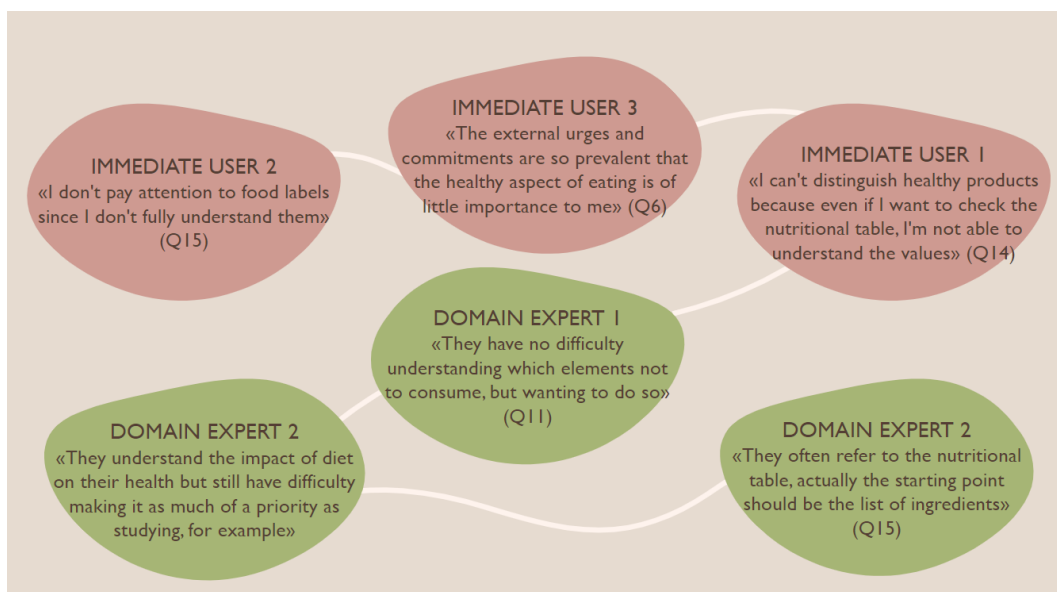 IMMEDIATE USER 2
«I don't pay attention to food labels
since I don't fully understand them»
(Q15)
IMMEDIATE USER 3
«The external urges and
commitments are so prevalent that
the healthy aspect of eating is of
little importance to me» (Q6)
IMMEDIATE USER 1
«I can't distinguish healthy products
because even if I want to check the
nutritional table, I'm not able to
understand the values» (Q14)
DOMAIN EXPERT 1
«They have no difficulty
understanding which elements not
to consume, but wanting to do so»
(Q11)
DOMAIN EXPERT 2
«They understand the impact of diet
on their health but still have difficulty
making it as much of a priority as
studying, for example»
DOMAIN EXPERT 2
«They often refer to the nutritional
table, actually the starting point
should be the list of ingredients»
(Q15)